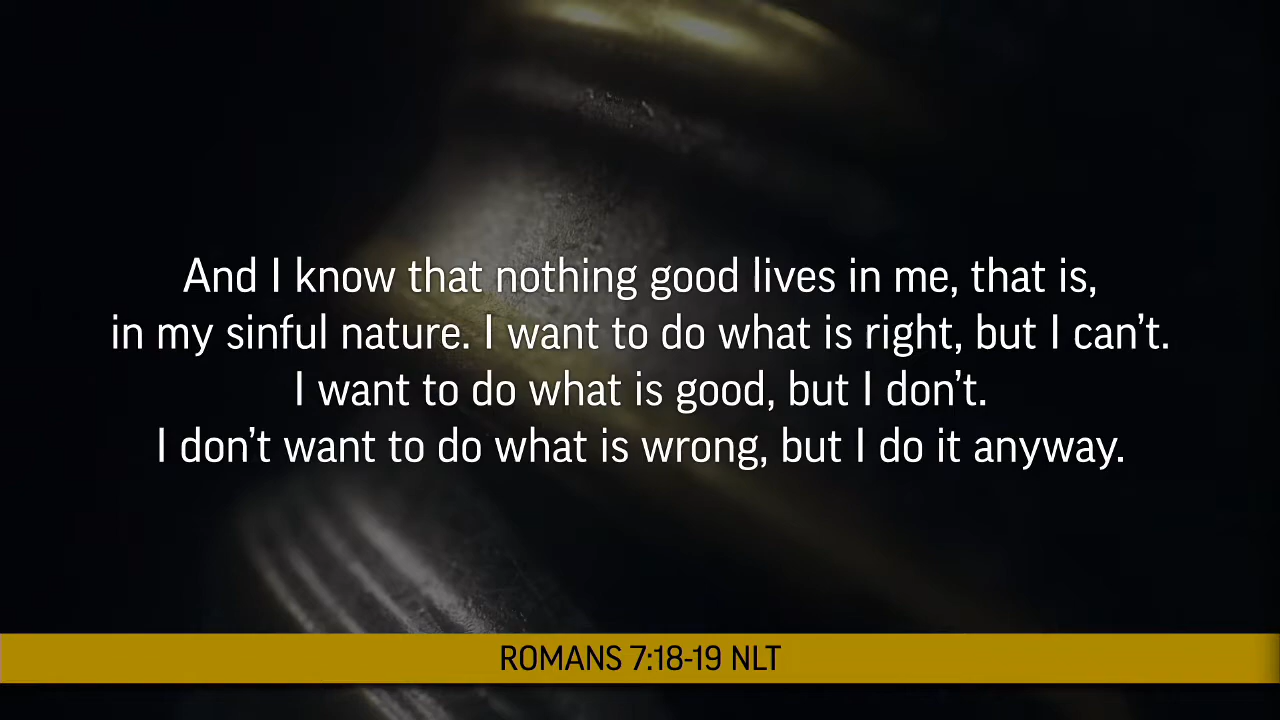 And I know that nothing good lives in me, that is,
in my sinful nature. I want to do what is right, but I can’t.
I want to do what is good, but I don’t.
I don’t want to do what is wrong, but I do it anyway.
ROMANS 7:18-19 NLT